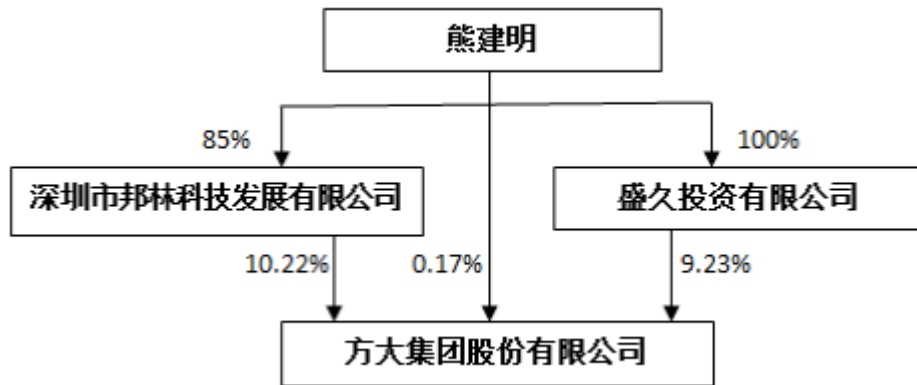 熊建明
85%
100%
深圳市邦林科技发展有限公司
盛久投资有限公司
10.22%
0.17%
9.23%
方大集团股份有限公司